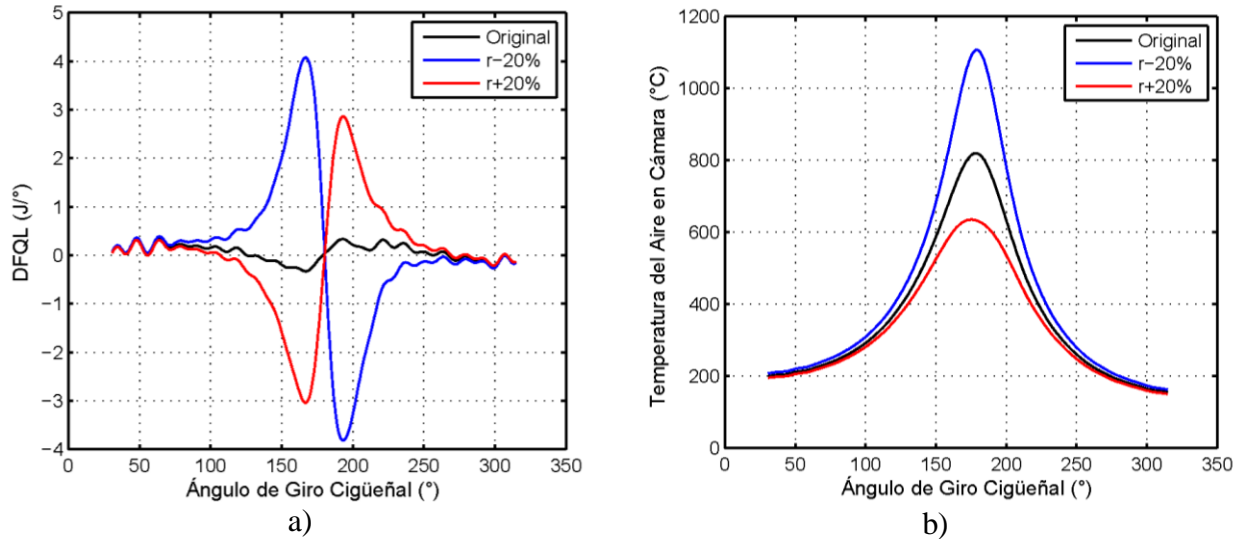 5
4
3
2
1
0
−1
−2
−3
−4
0 50 100 150 200 250 300 350
DFQL (J/°)
Ángulo de Giro Cigüeñal (°)
Original
r−20%
r+20%
a)
1200
1000
800
600
400
200
0
0 50 100 150 200 250 300 350
Temperatura del Aire en Cámara (°C)
Ángulo de Giro Cigüeñal (°)
Original
r−20%
r+20%
b)